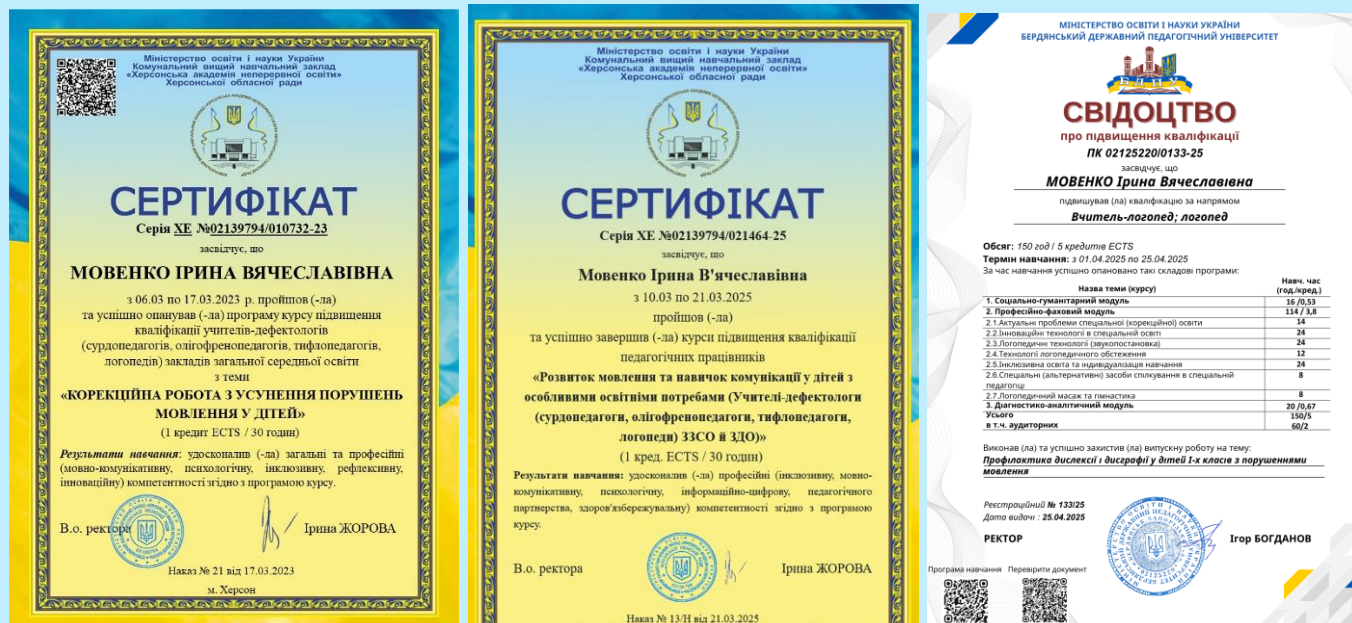 Міністерство освіти і науки України
Комунальний вищий навчальний заклад
«Херсонська академія неперервної освіти»
Херсонської обласної ради
СЕРТИФІКАТ
Серія ХЕ №02139794/010732-23
засвідчує, що
МОВЕНКО ІРИНА ВЯЧЕСЛАВІВНА
з 06.03 по 17.03.2023 р. пройшов (-ла)
та успішно опанував (-ла) програму курсу підвищення
кваліфікації учителів-дефектологів
(сурдопедагогів, олігофренопедагогів, тифлопедагогів,
логопедів) закладів загальної середньої освіти
з теми
«КОРЕКЦІЙНА РОБОТА З УСУНЕННЯ ПОРУШЕНЬ
МОВЛЕННЯ У ДІТЕЙ»
(1 кредит ECTS / 30 годин)
Результати навчання: удосконалив (-ла) загальні та професійні
(мовно-комунікативну, психологічну, інклюзивну, рефлексивну,
інноваційну) компетентності згідно з програмою курсу.
В.о. ректора
Ірина ЖОРОВА
Наказ № 21 від 17.03.2023
м. Херсон
Міністерство освіти і науки України
Комунальний вищий навчальний заклад
«Херсонська академія неперервної освіти»
Херсонської обласної ради
СЕРТИФІКАТ
Серія ХЕ №02139794/021464-25
засвідчує, що
Мовенко Ірина В'ячеславівна
з 10.03 по 21.03.2025
пройшов (-ла)
та успішно завершив (-ла) курси підвищення кваліфікації
педагогічних працівників
«Розвиток мовлення та навичок комунікації у дітей з
особливими освітніми потребами (Учителі-дефектологи
(сурдопедагоги, олігофренопедагоги, тифлопедагоги,
логопеди) ЗЗСО й ЗДО)»
(1 кред. ECTS / 30 годин)
Результати навчання: удосконалив (-ла) професійні (інклюзивну, мовно-
комунікативну, психологічну, інформаційно-цифрову, педагогічного
партнерства, здоров'язбережувальну) компетентності згідно з програмою
курсу.
В.о. ректора
Ірина ЖОРОВА
Наказ № 13/Н від 21.03.2025
МІНІСТЕРСТВО ОСВІТИ І НАУКИ УКРАЇНИ
БЕРДЯНСЬКИЙ ДЕРЖАВНИЙ ПЕДАГОГІЧНИЙ УНІВЕРСИТЕТ
БДПУ
СВІДОЦТВО
про підвищення кваліфікації
ПК 02125220/0133-25
засвідчує, що
МОВЕНКО Ірина Вячеславівна
підвищував (ла) кваліфікацію за напрямом
Вчитель-логопед; логопед
Обсяг: 150 год / 5 кредитів ECTS
Термін навчання: з 01.04.2025 по 25.04.2025
За час навчання успішно опановано такі складові програми:
Назва теми (курсу) Навч. час (год./кред.)
1. Соціально-гуманітарний модуль 16 /0,53
2. Професійно-фаховий модуль 114 / 3,8
2.1.Актуальні проблеми спеціальної (корекційної) освіти 14
2.2.Інноваційні технології в спеціальній освіті 24
2.3.Логопедичні технології (звукопостановка) 24
2.4.Технології логопедичного обстеження 12
2.5.Інклюзивна освіта та індивідуалізація навчання 24
2.6.Спеціальні (альтернативні) засоби спілкування в спеціальній педагогіці 8
2.7.Логопедичний масаж та гімнастика 8
3. Діагностико-аналітичний модуль 20 /0,67
Усього 150/5
в т.ч. аудиторних 60/2
Виконав (ла) та успішно захистив (ла) випускну роботу на тему:
Профілактика дислексії і дисграфії у дітей І-х класів з порушеннями
мовлення
Реєстраційний № 133/25
Дата видачі : 25.04.2025
РЕКТОР
Ігор БОГДАНОВ
Програма навчання Перевірити документ